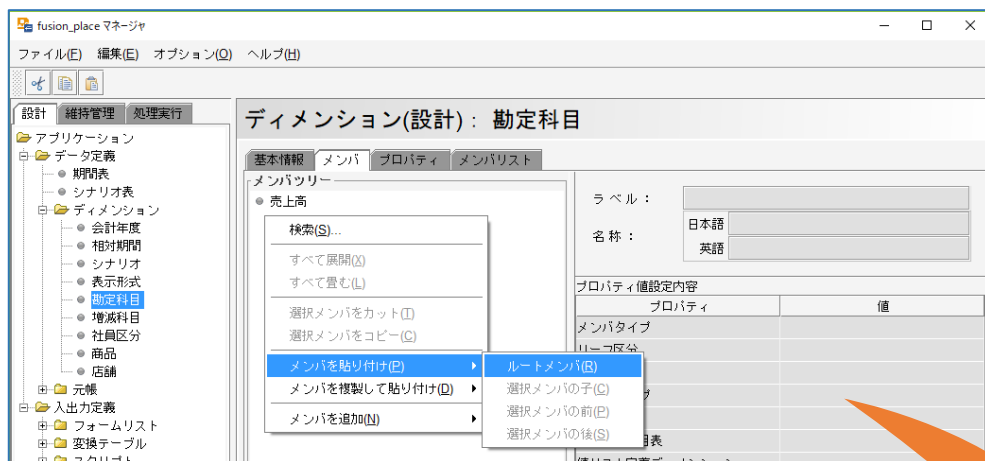 fusion_place マネージャ
ファイル(F) 編集(E) オプション(O) ヘルプ(H)
設計 維持管理 処理実行
アプリケーション
データ定義
期間表
シナリオ表
ディメンション
会計年度
相対期間
シナリオ
表示形式
勘定科目
増減科目
社員区分
商品
店舗
元帳
入出力定義
フォームリスト
変換テーブル
スクリプト
ディメンション(設計): 勘定科目
基本情報 メンバ プロパティ メンバリスト
メンバツリー
売上高
検索(S)...
すべて展開(X)
すべて畳む(L)
選択メンバをカット(T)
選択メンバをコピー(C)
メンバを貼り付け(P)
メンバを複製して貼り付け(D)
メンバを追加(N)
ルートメンバ(R)
選択メンバの子(C)
選択メンバの前(P)
選択メンバの後(S)
ラベル:
名称: 日本語
英語
プロパティ値設定内容
プロパティ 値
メンバタイプ
リーフ区分